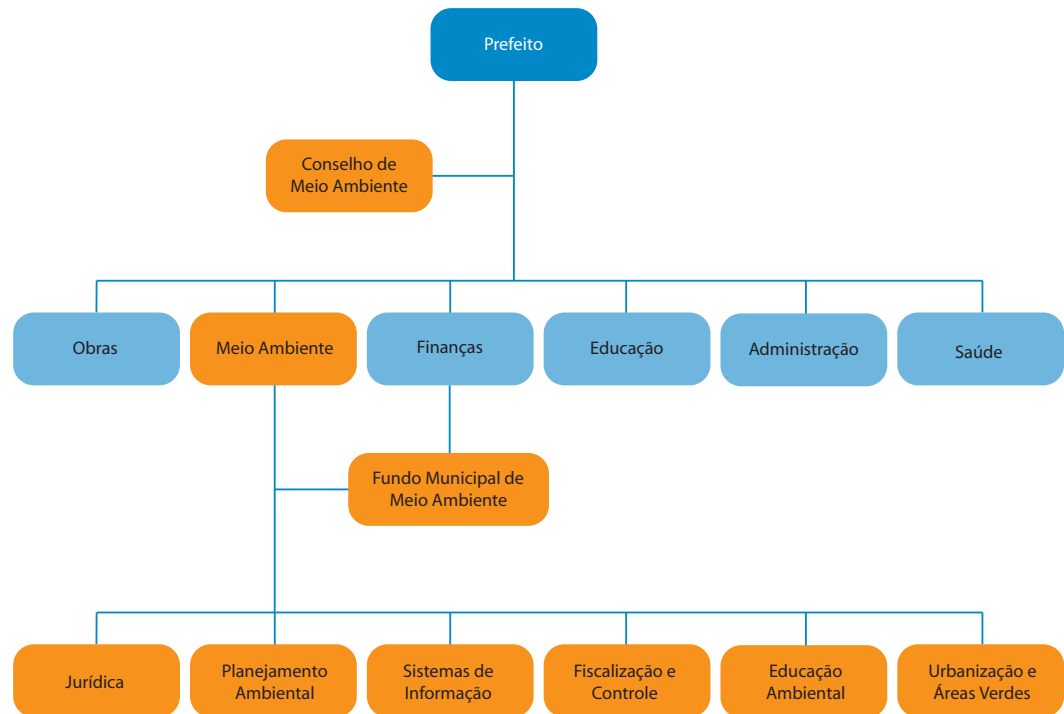 Prefeito
Conselho de
Meio Ambiente
Obras
Meio Ambiente
Finanças
Educação
Administração
Saúde
Fundo Municipal de
Meio Ambiente
Jurídica
Planejamento
Ambiental
Sistemas de
Informação
Fiscalização e
Controle
Educação
Ambiental
Urbanização e
Áreas Verdes